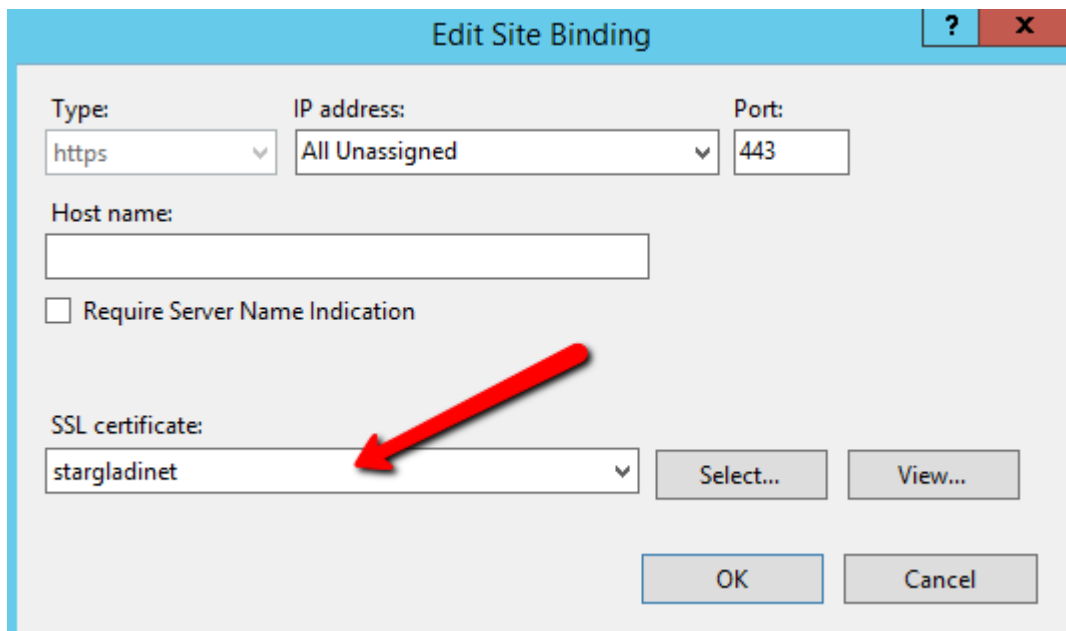 Edit Site Binding
? x
Type: IP address: Port:
https All Unassigned 443
Host name:
Require Server Name Indication
SSL certificate:
stargladinet Select... View...
OK Cancel